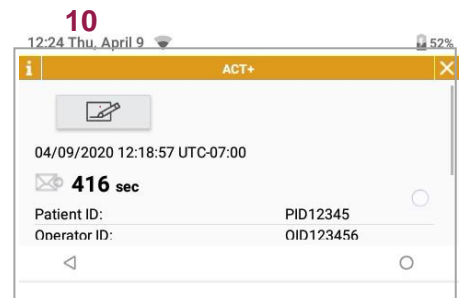 10
12:24 Thu, April 9 52%
i ACT+ X
04/09/2020 12:18:57 UTC-07:00
416 sec
Patient ID: PID12345
Operator ID: OID123456